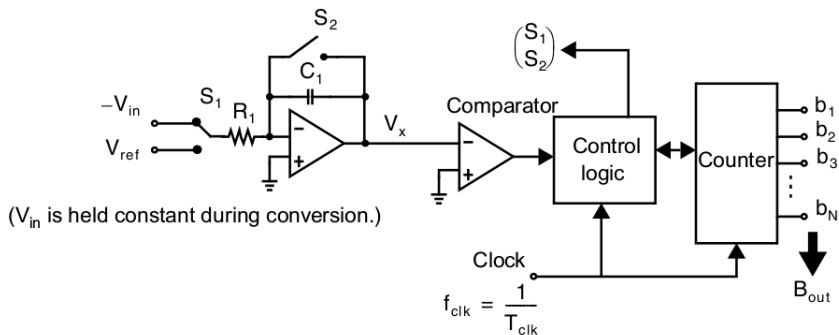 S2
S1
S2
C1
S1
R1
−Vin
Vref
Vx
Comparator
Control
logic
Counter
b1
b2
b3
bN
(Vin is held constant during conversion.)
Clock
fclk = 1
Tclk
Bout